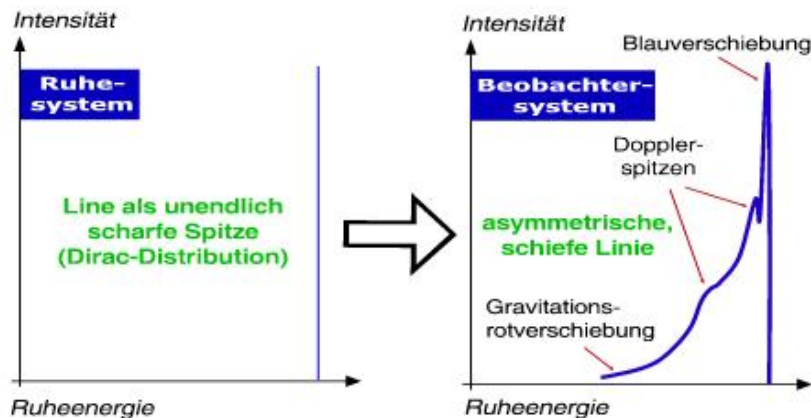 Intensität
Ruhe-
system
Line als unendlich
scharfe Spitze
(Dirac-Distribution)
Ruheenergie
Intensität
Blauverschiebung
Beobachter-
system
Doppler-
spitzen
asymmetrische,
schiefe Linie
Gravitations-
rotverschiebung
Ruheenergie